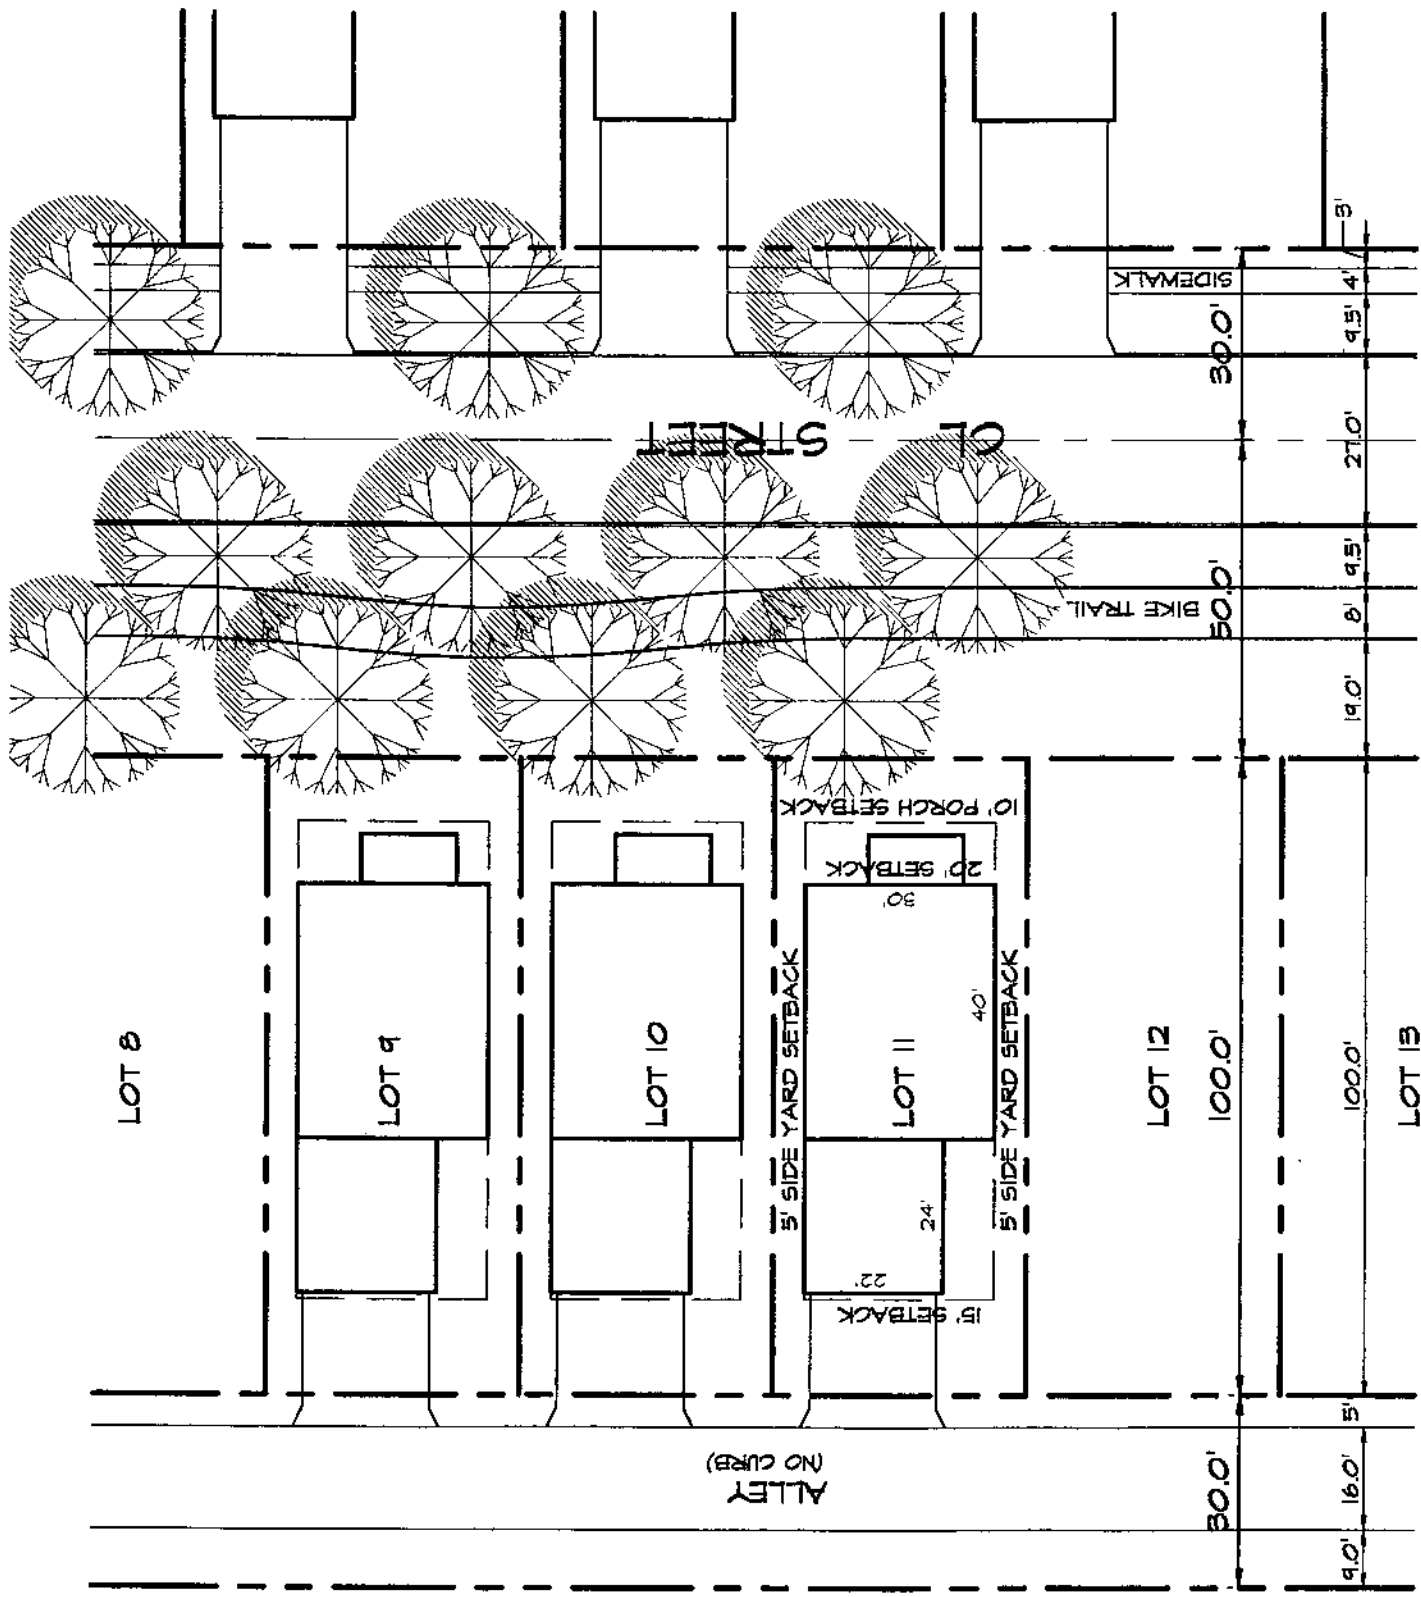 3'
SIDEWALK
4'
30.0'
9.5'
STREET
CL
27.0'
9.5'
BIKE TRAIL
50.0'
8'
19.0'
10' PORCH SETBACK
20' SETBACK
30'
5' SIDE YARD SETBACK
40'
5' SIDE YARD SETBACK
LOT 8
LOT 9
LOT 10
LOT 11
LOT 12
100.0'
100.0'
LOT 13
24'
22'
15' SETBACK
5'
ALLEY
(NO CURB)
30.0'
16.0'
9.0'